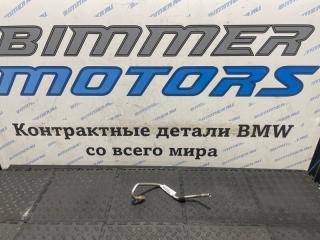 BIMMER
MOTORS
Контрактные детали BMW
со всего мира